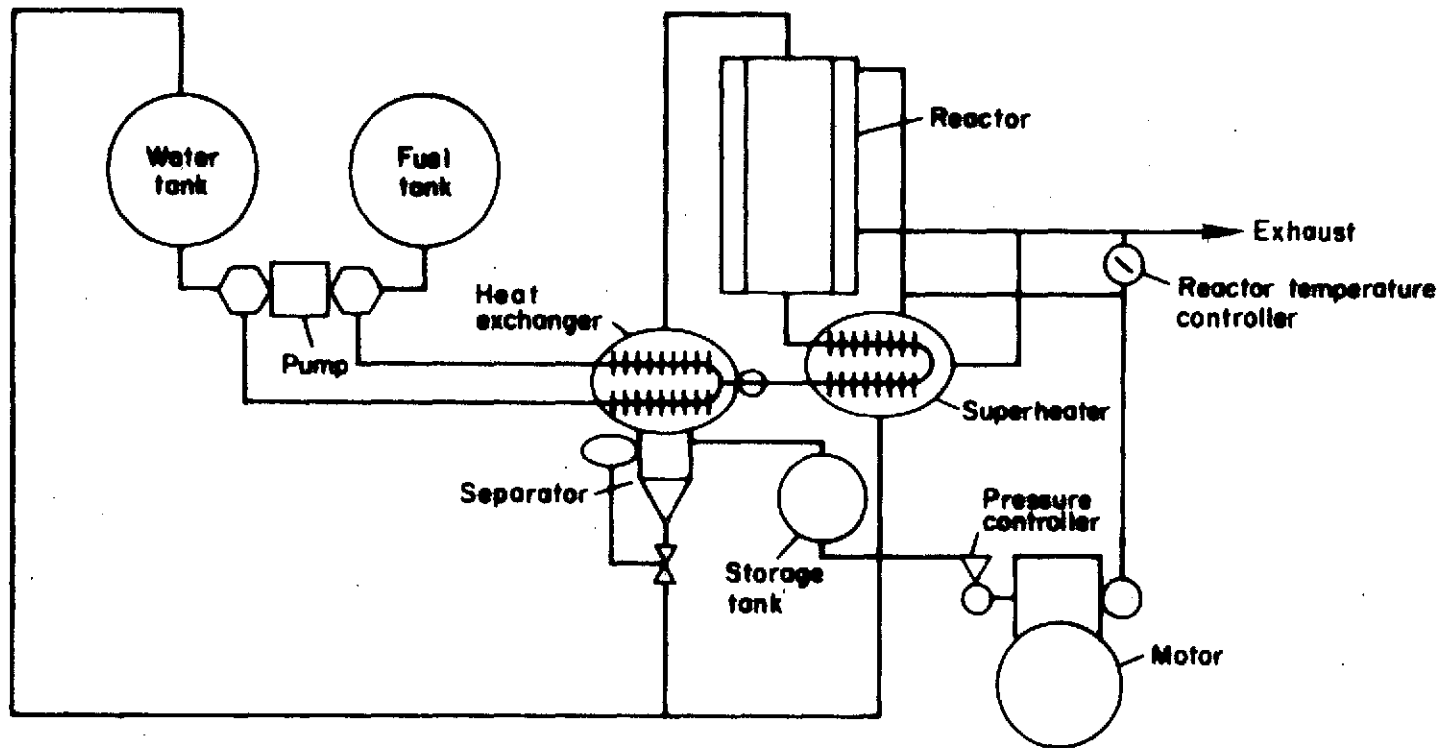 Water
tank
Fuel
tank
Reactor
Exhaust
Reactor temperature
controller
Heat
exchanger
Pump
Superheater
Separator
Pressure
controller
Storage
tank
Motor